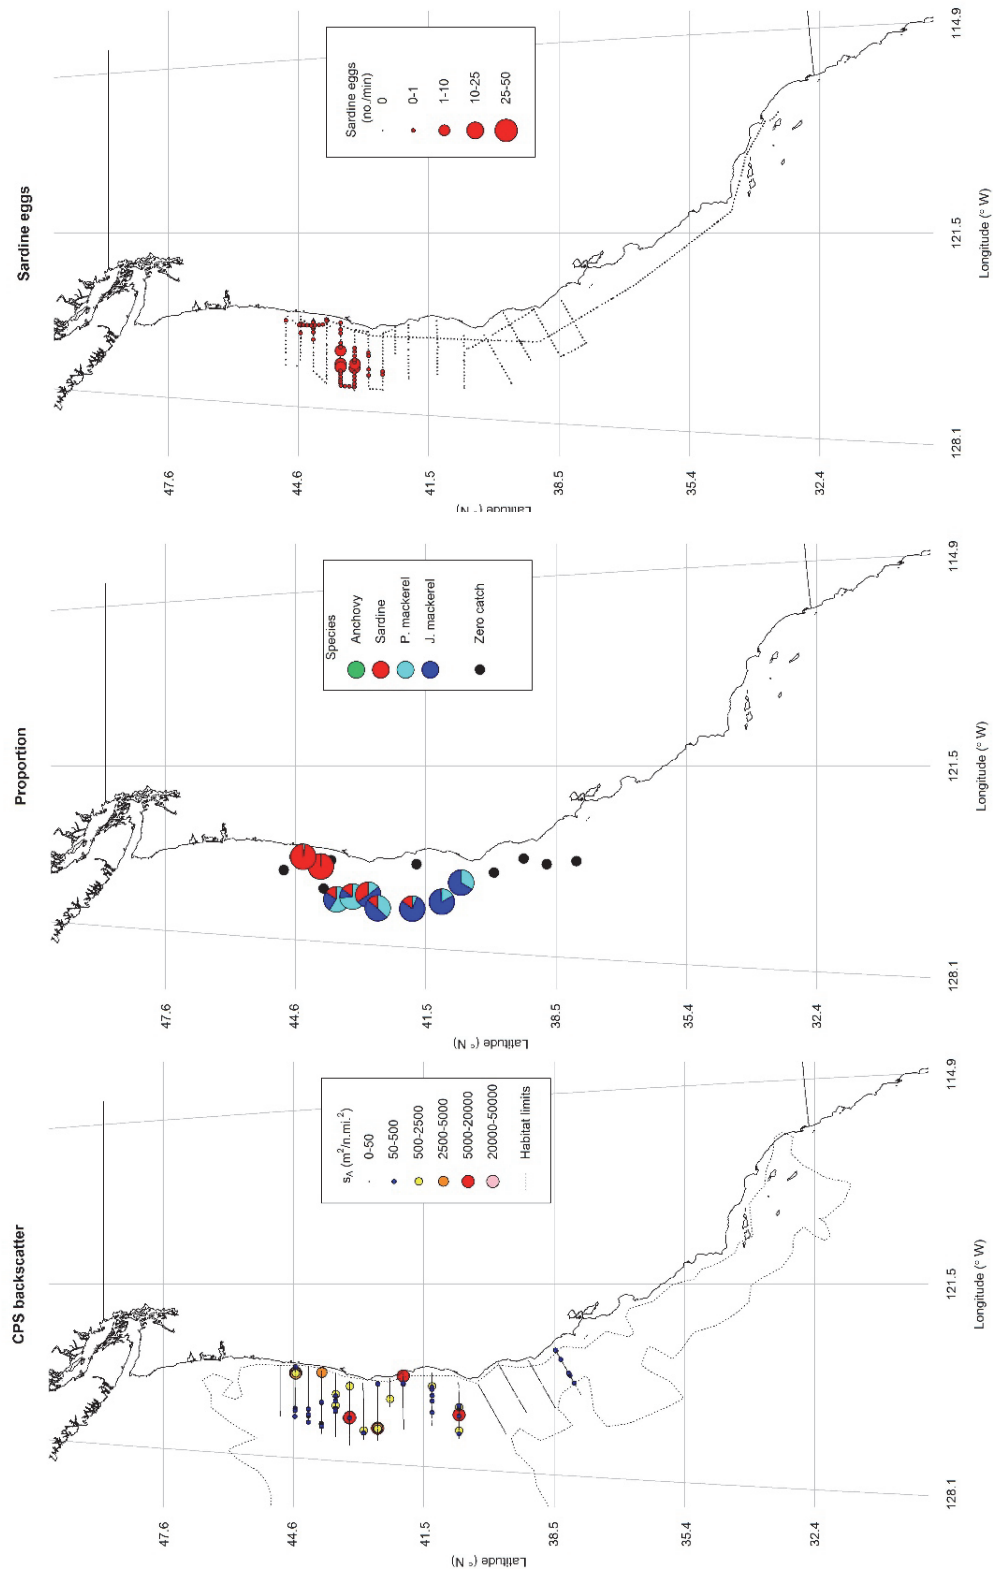 CPS backscatter
Latitude (° N)
47.6
44.6
41.5
38.5
35.4
32.4
128.1
121.5
114.9
Longitude (° W)
sA (m²/n.mi.²)
0-50
50-500
500-2500
2500-5000
5000-20000
20000-50000
Habitat limits
Proportion
Latitude (° N)
47.6
44.6
41.5
38.5
35.4
32.4
128.1
121.5
114.9
Longitude (° W)
Species
Anchovy
Sardine
P. mackerel
J. mackerel
Zero catch
Sardine eggs
Latitude (° N)
47.6
44.6
41.5
38.5
35.4
32.4
128.1
121.5
114.9
Longitude (° W)
Sardine eggs
(no./min)
0
0-1
1-10
10-25
25-50